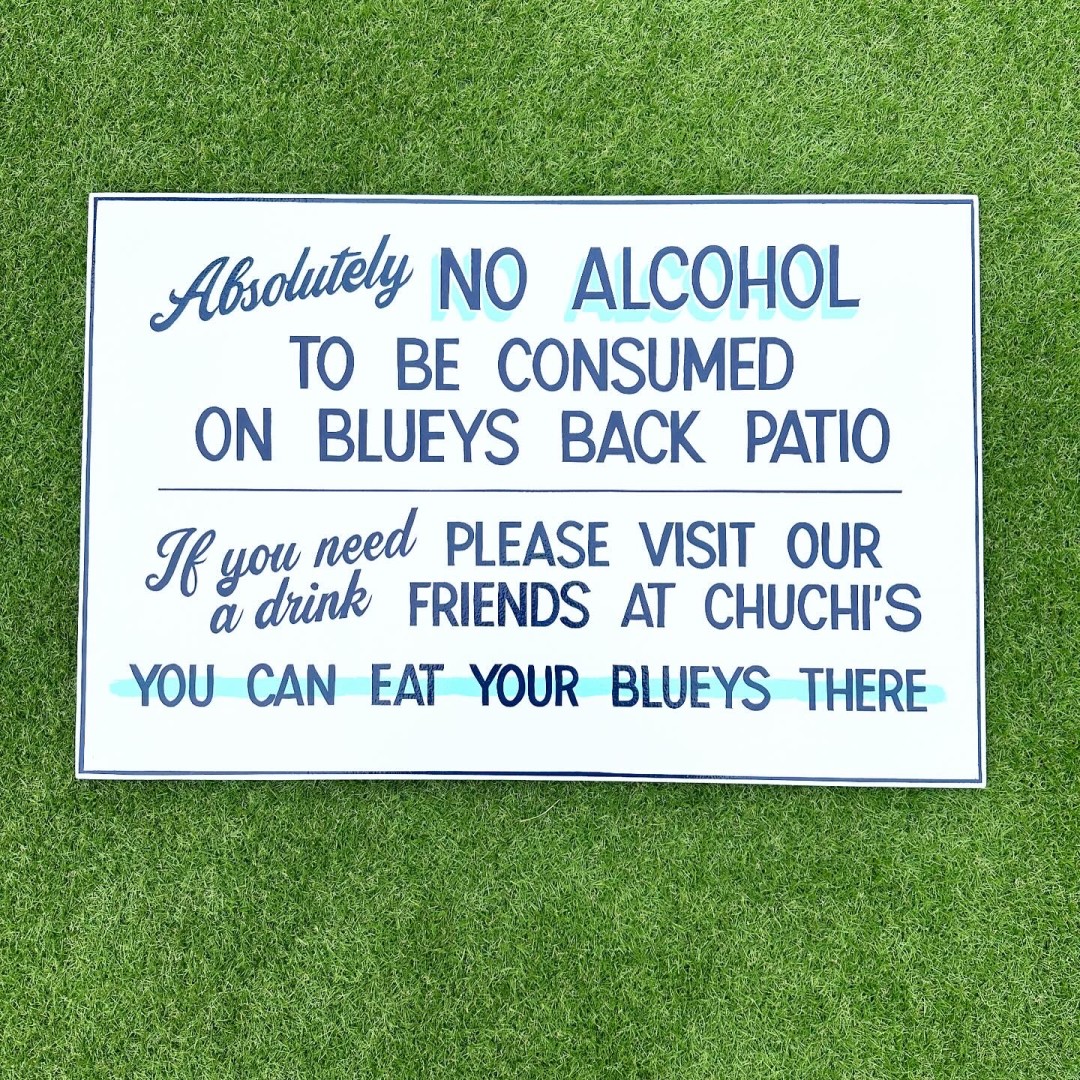 Absolutely NO ALCOHOL
TO BE CONSUMED
ON BLUEYS BACK PATIO
If you need PLEASE VISIT OUR
a drink FRIENDS AT CHUCHI'S
YOU CAN EAT YOUR BLUEYS THERE